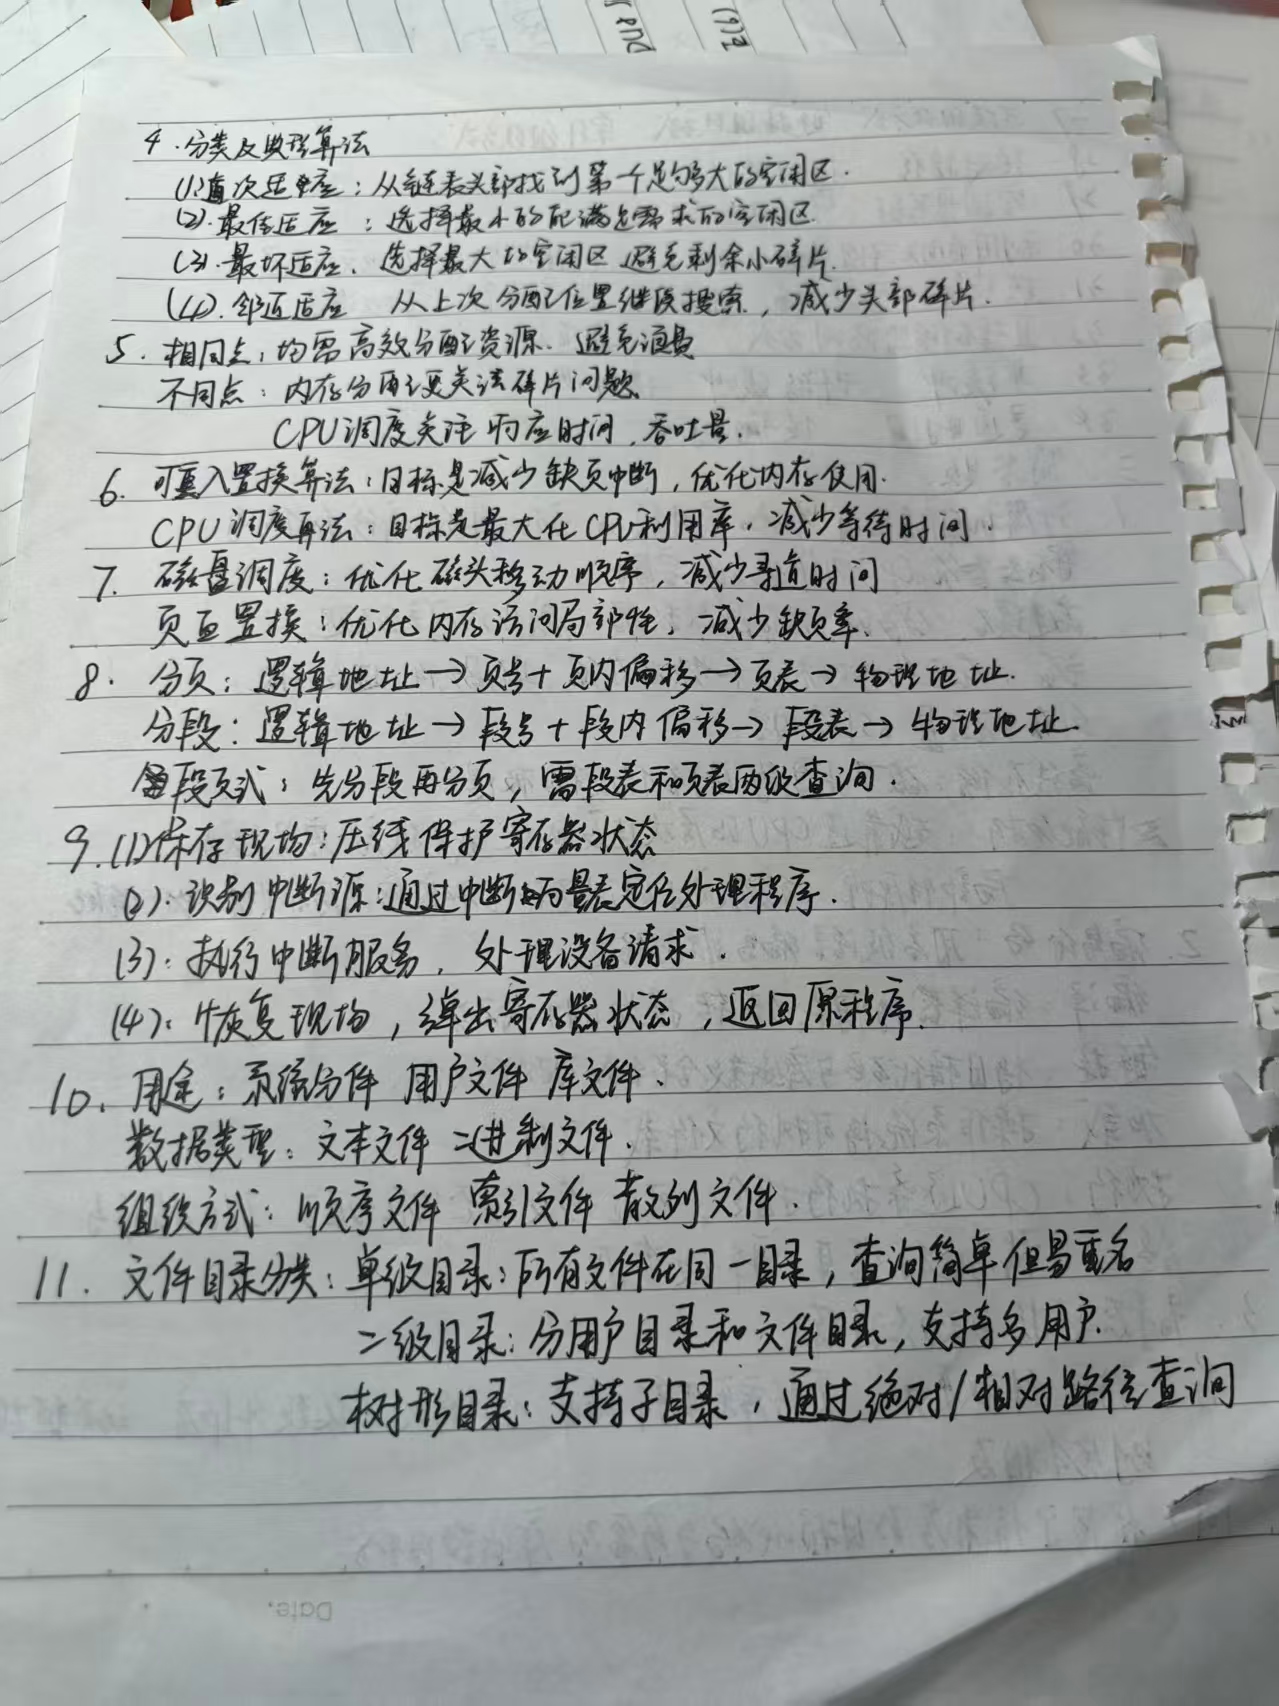 4.分类及典形算法
(1).首次适应：从链表头部找到第一个足够大的空闲区.
(2).最佳适应：选择最小的能满足需求的空闲区.
(3).最坏适应、选择最大的空闲区 避免剩余小碎片.
(4).邻近适应 从上次分配位置继续搜索，减少头部碎片.
5.相同点：均需高效分配资源. 避免浪费
不同点：内存分配更关注碎片问题
CPU调度关注响应时间，吞吐量.
6.置换算法：目标是减少缺页中断，优化内存使用.
CPU调度算法：目标是最大化CPU利用率，减少等待时间.
7.磁盘调度：优化磁头移动顺序，减少寻道时间
页面置换：优化内存访问局部性，减少缺页率.
8.分页：逻辑地址→页号+页内偏移→页表→物理地址.
分段：逻辑地址→段号+段内偏移→段表→物理地址.
段页式：先分段再分页，需段表和页表两级查询.
9.(1)保存现场：压线保护寄存器状态
(2).识别中断源：通过中断向量表定位处理程序.
(3).执行中断服务，处理设备请求.
(4).恢复现场，弹出寄存器状态，返回原程序.
10.用途：系统分件 用户文件 库文件.
数据类型：文本文件 二进制文件.
组织方式：顺序文件 索引文件 散列文件.
11.文件目录分类：单级目录：所有文件在同一目录，查询简单但易重名
二级目录：分用户目录和文件目录，支持多用户.
树形目录：支持子目录，通过绝对/相对路径查询
Date.